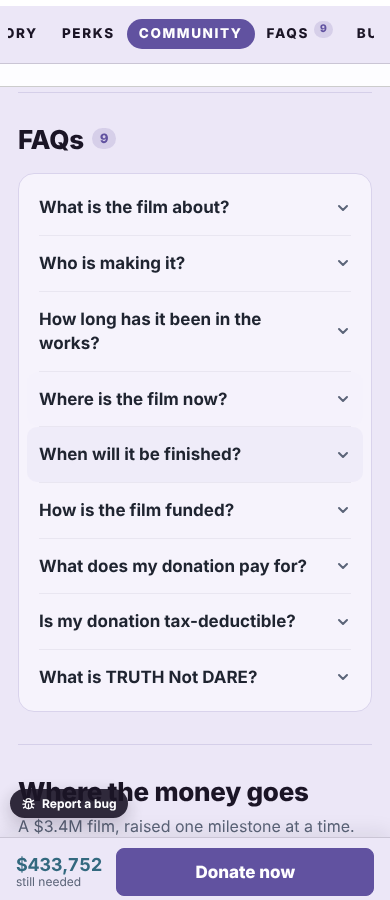 ORY PERKS COMMUNITY FAQS 9 BU
FAQs 9
What is the film about?
Who is making it?
How long has it been in the
works?
Where is the film now?
When will it be finished?
How is the film funded?
What does my donation pay for?
Is my donation tax-deductible?
What is TRUTH Not DARE?
Where the money goes
Report a bug
A $3.4M film, raised one milestone at a time.
$433,752
still needed
Donate now